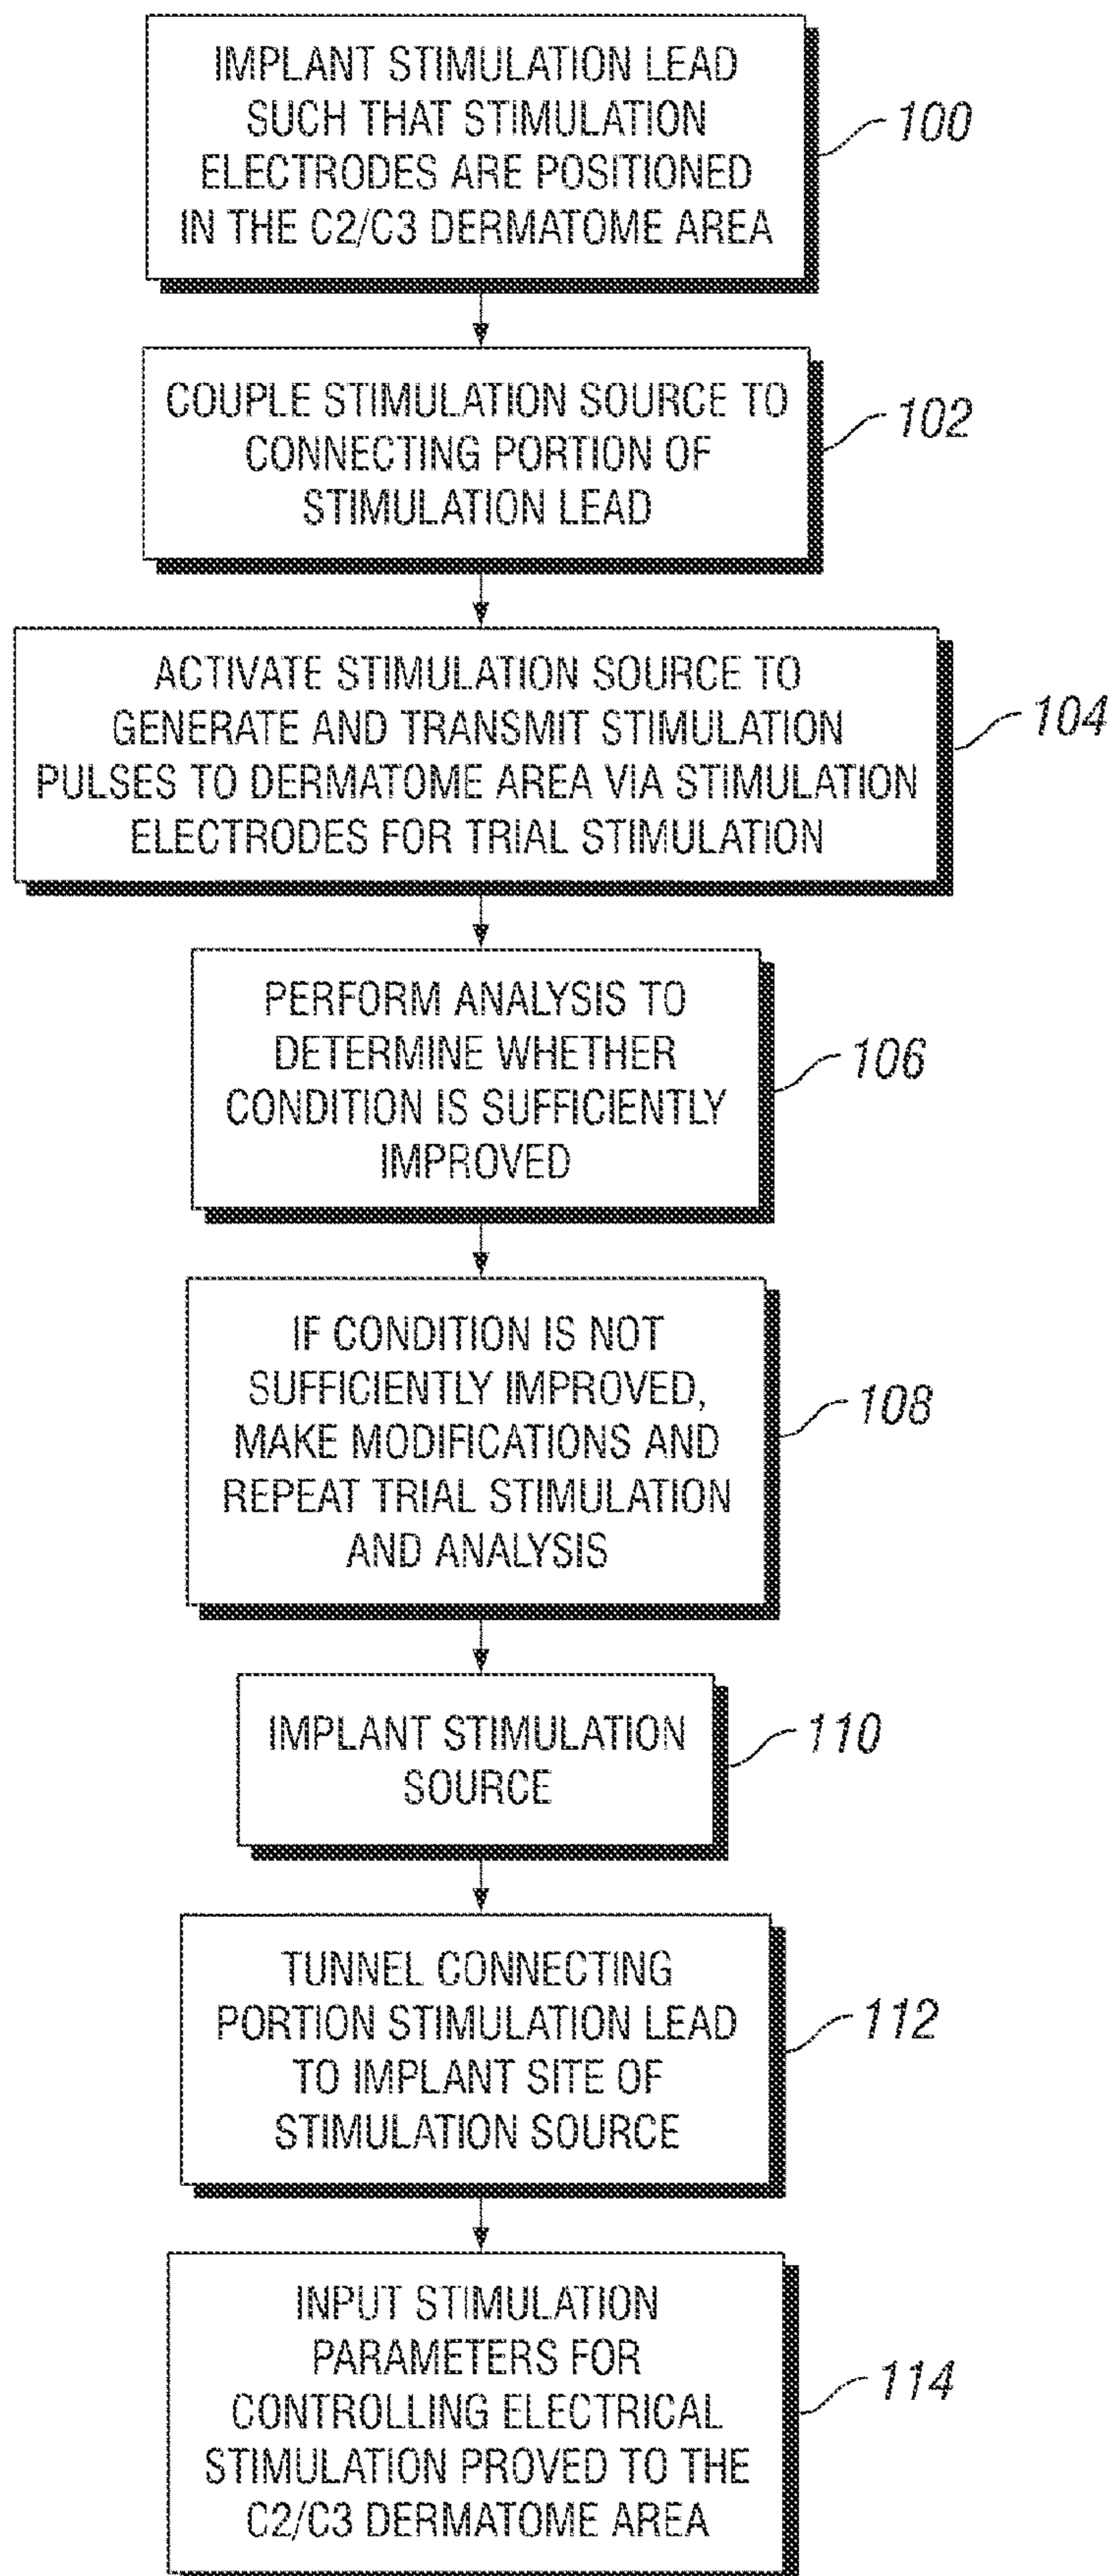 IMPLANT STIMULATION LEAD
SUCH THAT STIMULATION
ELECTRODES ARE POSITIONED
IN THE C2/C3 DERMATOME AREA
100
COUPLE STIMULATION SOURCE TO
CONNECTING PORTION OF
STIMULATION LEAD
102
ACTIVATE STIMULATION SOURCE TO
GENERATE AND TRANSMIT STIMULATION
PULSES TO DERMATOME AREA VIA STIMULATION
ELECTRODES FOR TRIAL STIMULATION
104
PERFORM ANALYSIS TO
DETERMINE WHETHER
CONDITION IS SUFFICIENTLY
IMPROVED
106
IF CONDITION IS NOT
SUFFICIENTLY IMPROVED,
MAKE MODIFICATIONS AND
REPEAT TRIAL STIMULATION
AND ANALYSIS
108
IMPLANT STIMULATION
SOURCE
110
TUNNEL CONNECTING
PORTION STIMULATION LEAD
TO IMPLANT SITE OF
STIMULATION SOURCE
112
INPUT STIMULATION
PARAMETERS FOR
CONTROLLING ELECTRICAL
STIMULATION PROVED TO THE
C2/C3 DERMATOME AREA
114